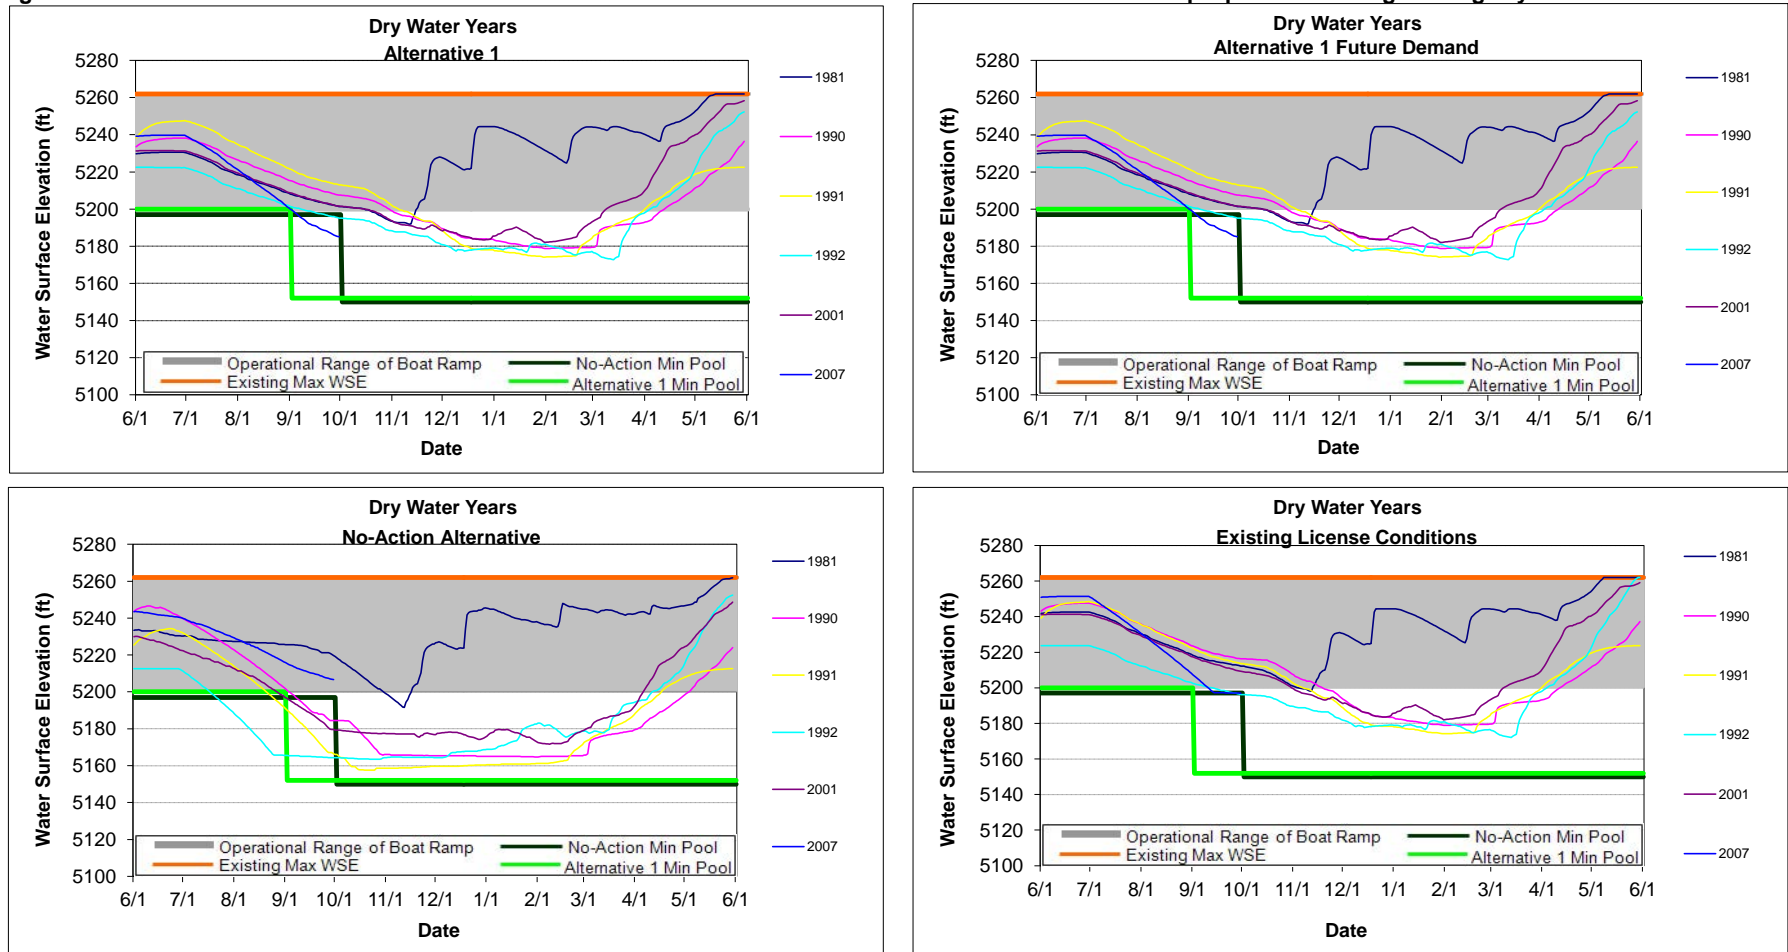 Dry Water Years
Alternative 1
Water Surface Elevation (ft)
5280
5260
5240
5220
5200
5180
5160
5140
5120
5100
6/1 7/1 8/1 9/1 10/1 11/1 12/1 1/1 2/1 3/1 4/1 5/1 6/1
Date
Operational Range of Boat Ramp No-Action Min Pool
Existing Max WSE Alternative 1 Min Pool
1981
1990
1991
1992
2001
2007
Dry Water Years
Alternative 1 Future Demand
Water Surface Elevation (ft)
5280
5260
5240
5220
5200
5180
5160
5140
5120
5100
6/1 7/1 8/1 9/1 10/1 11/1 12/1 1/1 2/1 3/1 4/1 5/1 6/1
Date
Operational Range of Boat Ramp No-Action Min Pool
Existing Max WSE Alternative 1 Min Pool
1981
1990
1991
1992
2001
2007
Dry Water Years
No-Action Alternative
Water Surface Elevation (ft)
5280
5260
5240
5220
5200
5180
5160
5140
5120
5100
6/1 7/1 8/1 9/1 10/1 11/1 12/1 1/1 2/1 3/1 4/1 5/1 6/1
Date
Operational Range of Boat Ramp No-Action Min Pool
Existing Max WSE Alternative 1 Min Pool
1981
1990
1991
1992
2001
2007
Dry Water Years
Existing License Conditions
Water Surface Elevation (ft)
5280
5260
5240
5220
5200
5180
5160
5140
5120
5100
6/1 7/1 8/1 9/1 10/1 11/1 12/1 1/1 2/1 3/1 4/1 5/1 6/1
Date
Operational Range of Boat Ramp No-Action Min Pool
Existing Max WSE Alternative 1 Min Pool
1981
1990
1991
1992
2001
2007